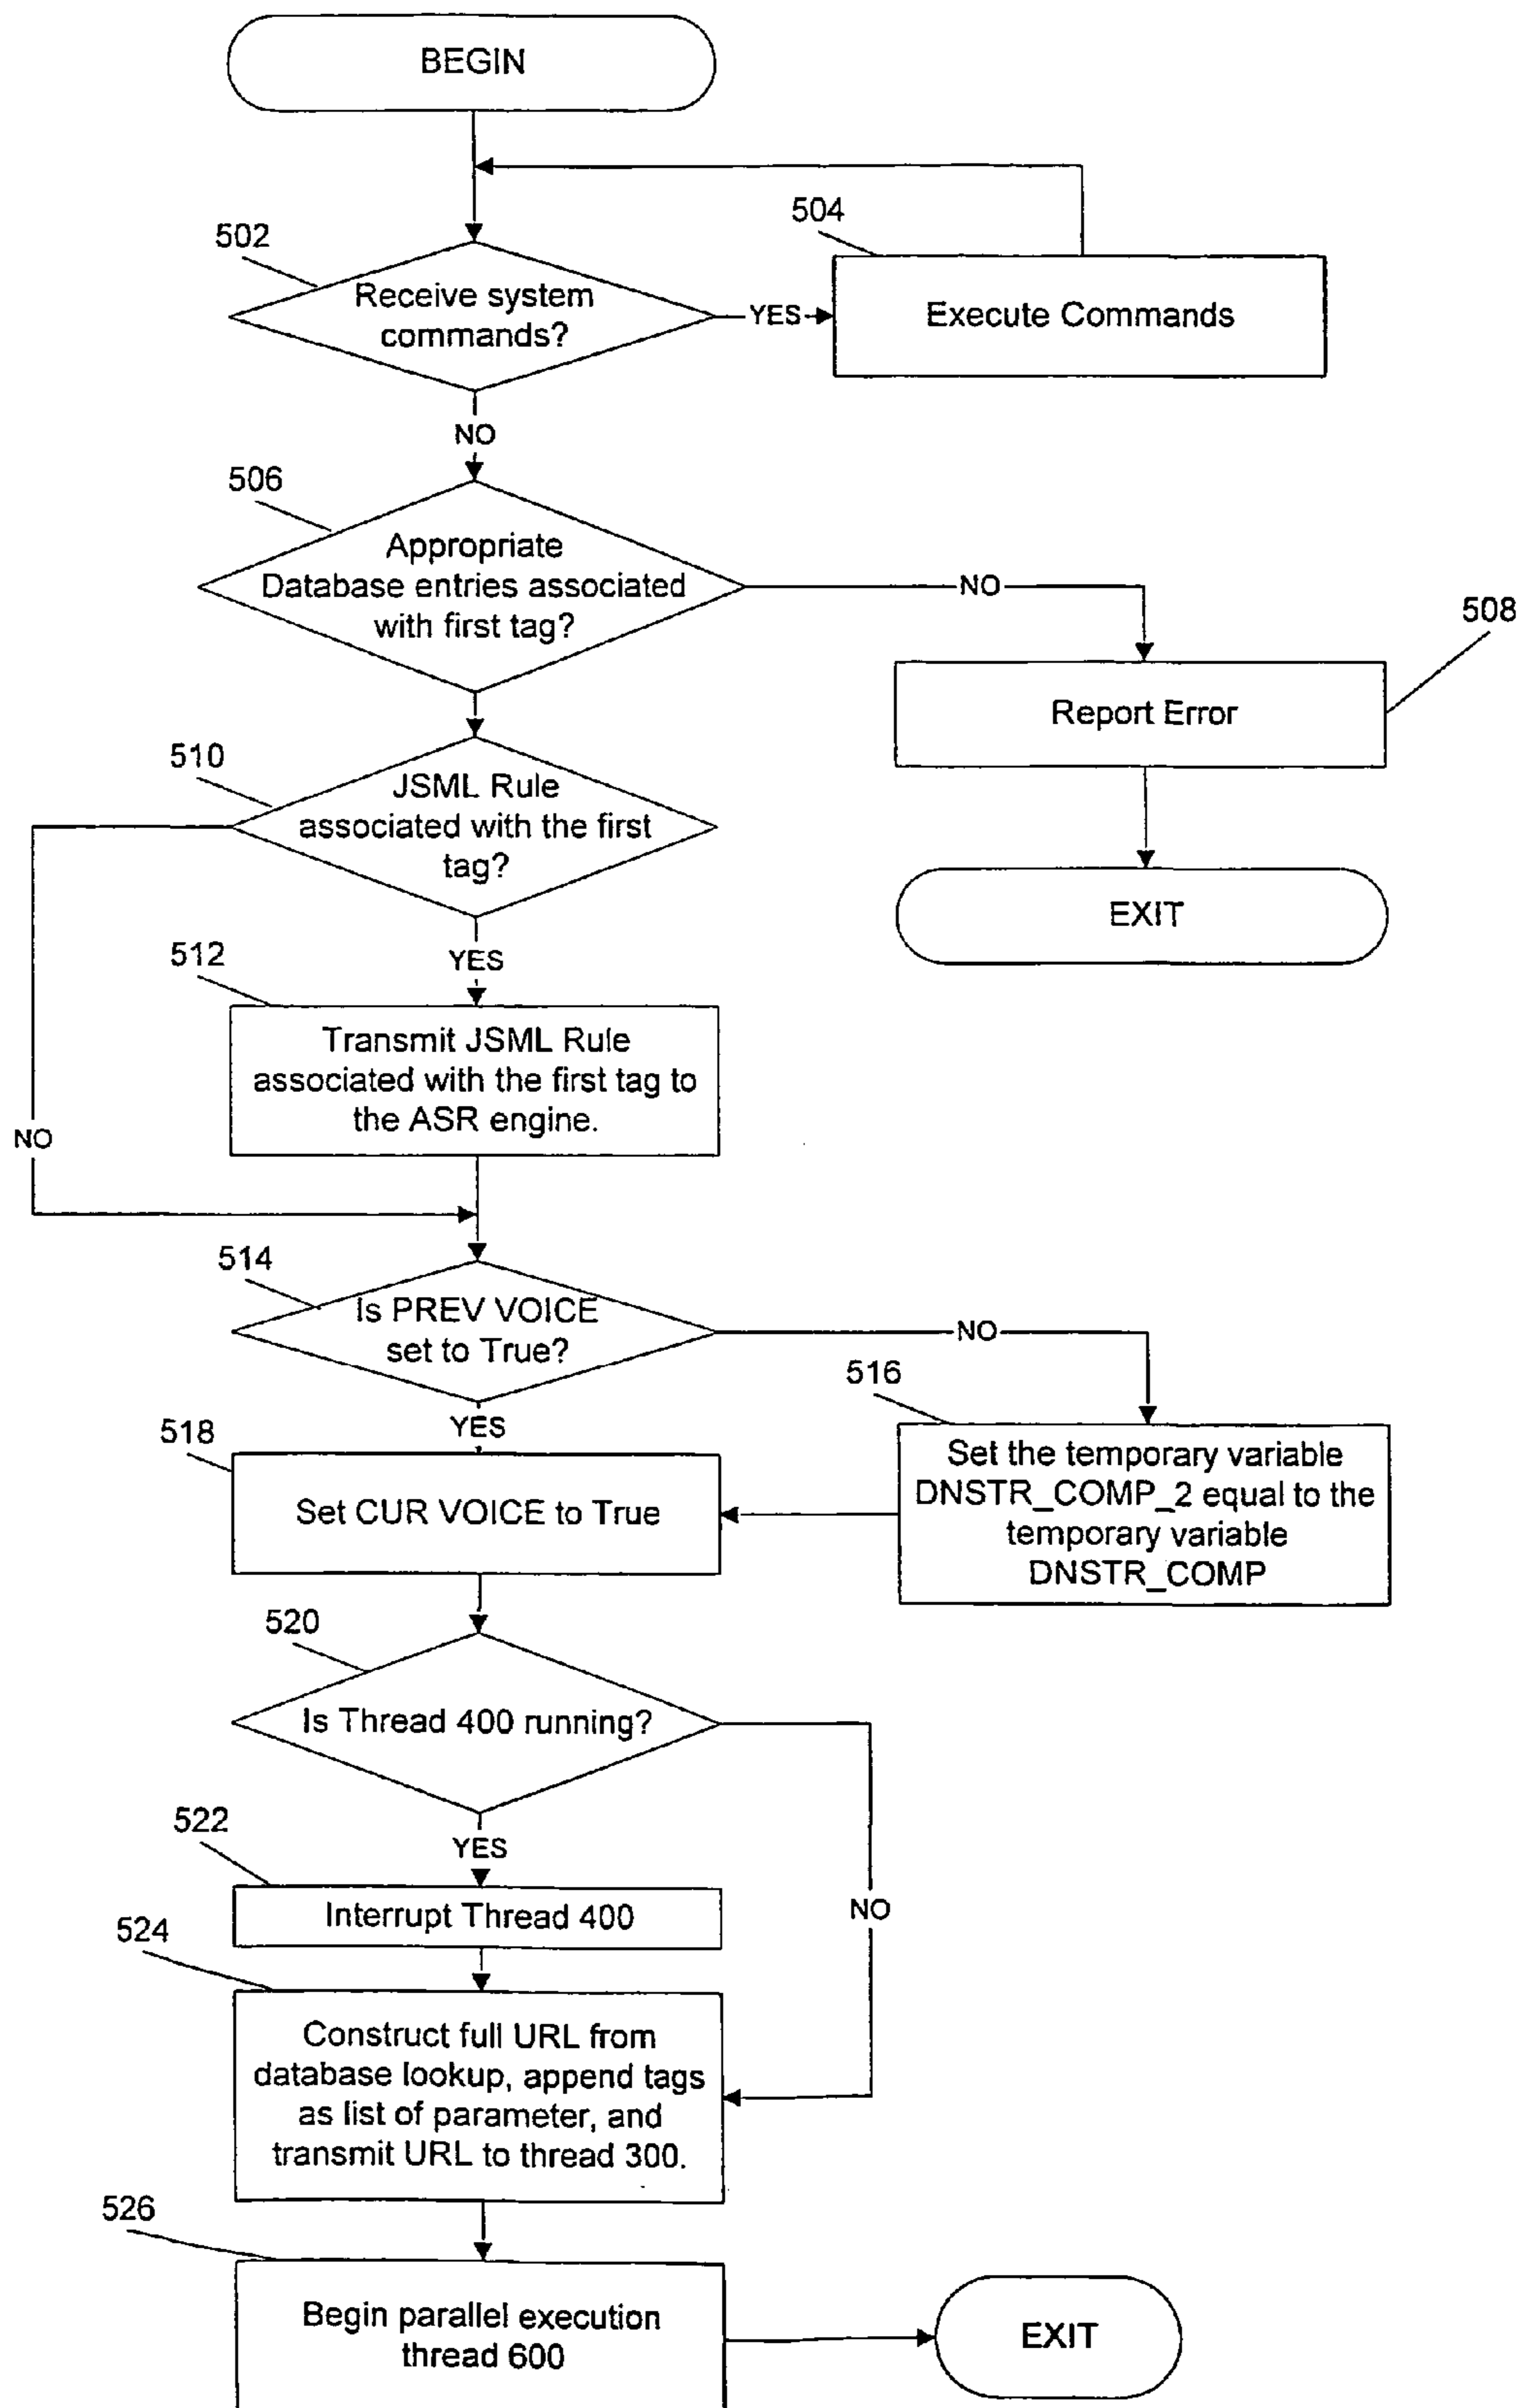 BEGIN
504
502
Receive system
commands?
YES
Execute Commands
NO
506
Appropriate
Database entries associated
with first tag?
NO
508
Report Error
510
JSML Rule
associated with the first
tag?
EXIT
YES
512
Transmit JSML Rule
associated with the first tag to
the ASR engine.
NO
514
Is PREV VOICE
set to True?
NO
516
YES
518
Set the temporary variable
DNSTR_COMP_2 equal to the
temporary variable
DNSTR_COMP
Set CUR VOICE to True
520
Is Thread 400 running?
522
YES
NO
Interrupt Thread 400
524
Construct full URL from
database lookup, append tags
as list of parameter, and
transmit URL to thread 300.
526
Begin parallel execution
thread 600
EXIT